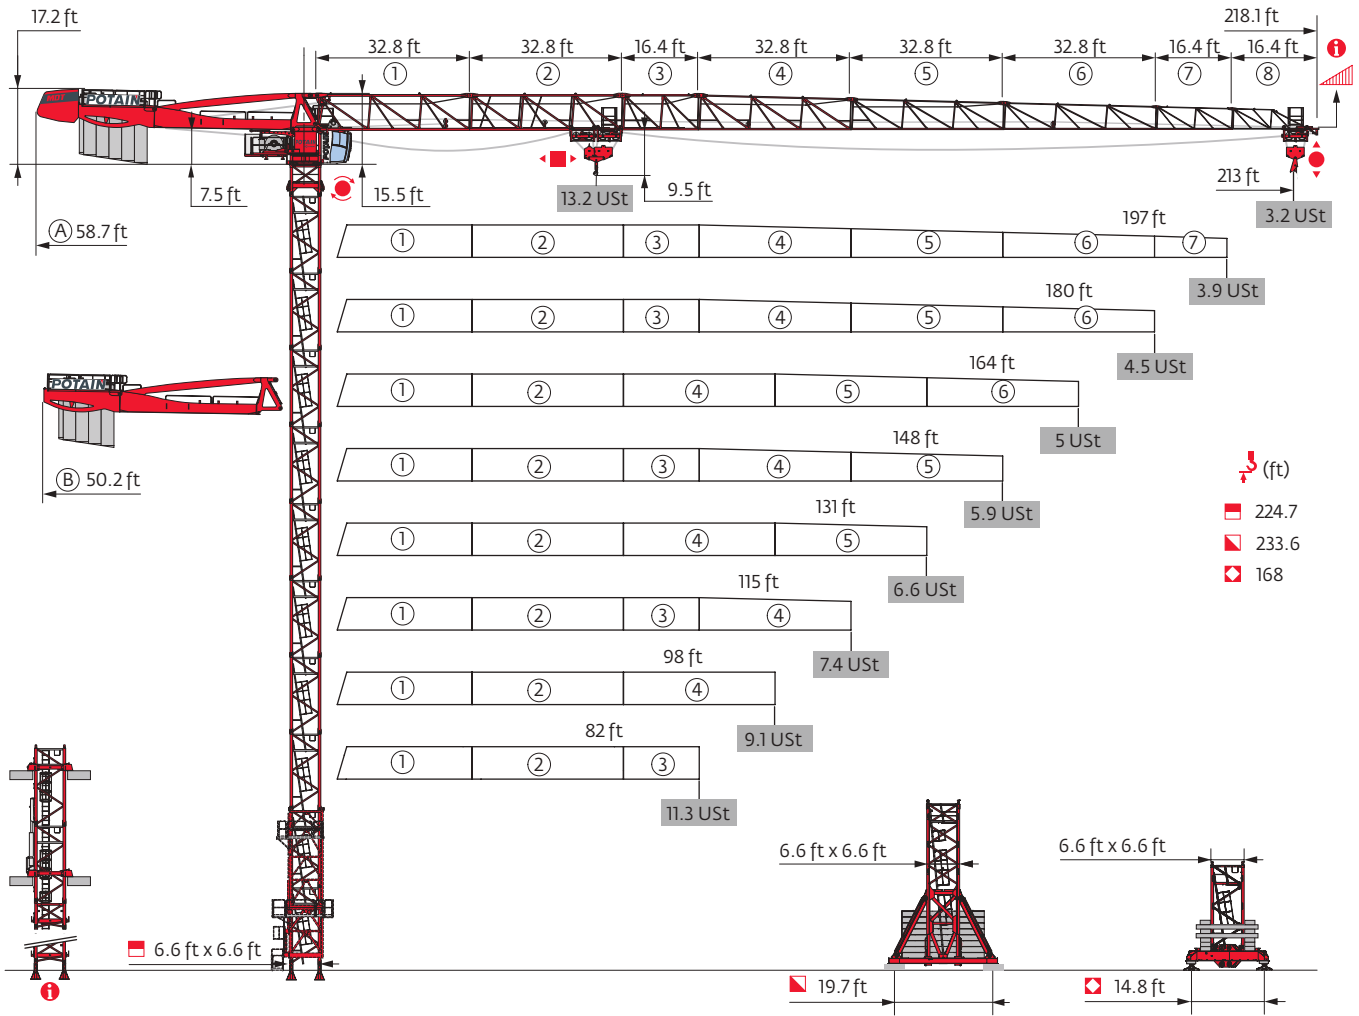 17.2 ft
218.1 ft
32.8 ft 32.8 ft 16.4 ft 32.8 ft 32.8 ft 32.8 ft 16.4 ft 16.4 ft
1 2 3 4 5 6 7 8
i
POTAIN
7.5 ft
15.5 ft
13.2 USt
9.5 ft
213 ft
3.2 USt
A 58.7 ft
197 ft
1 2 3 4 5 6 7
3.9 USt
180 ft
1 2 3 4 5 6
4.5 USt
POTAIN
164 ft
1 2 4 5 6
5 USt
B 50.2 ft
148 ft
1 2 3 4 5
5.9 USt
(ft)
224.7
233.6
168
131 ft
1 2 4 5
6.6 USt
115 ft
1 2 3 4
7.4 USt
98 ft
1 2 4
9.1 USt
82 ft
1 2 3
11.3 USt
6.6 ft x 6.6 ft
6.6 ft x 6.6 ft
6.6 ft x 6.6 ft
i
19.7 ft
14.8 ft